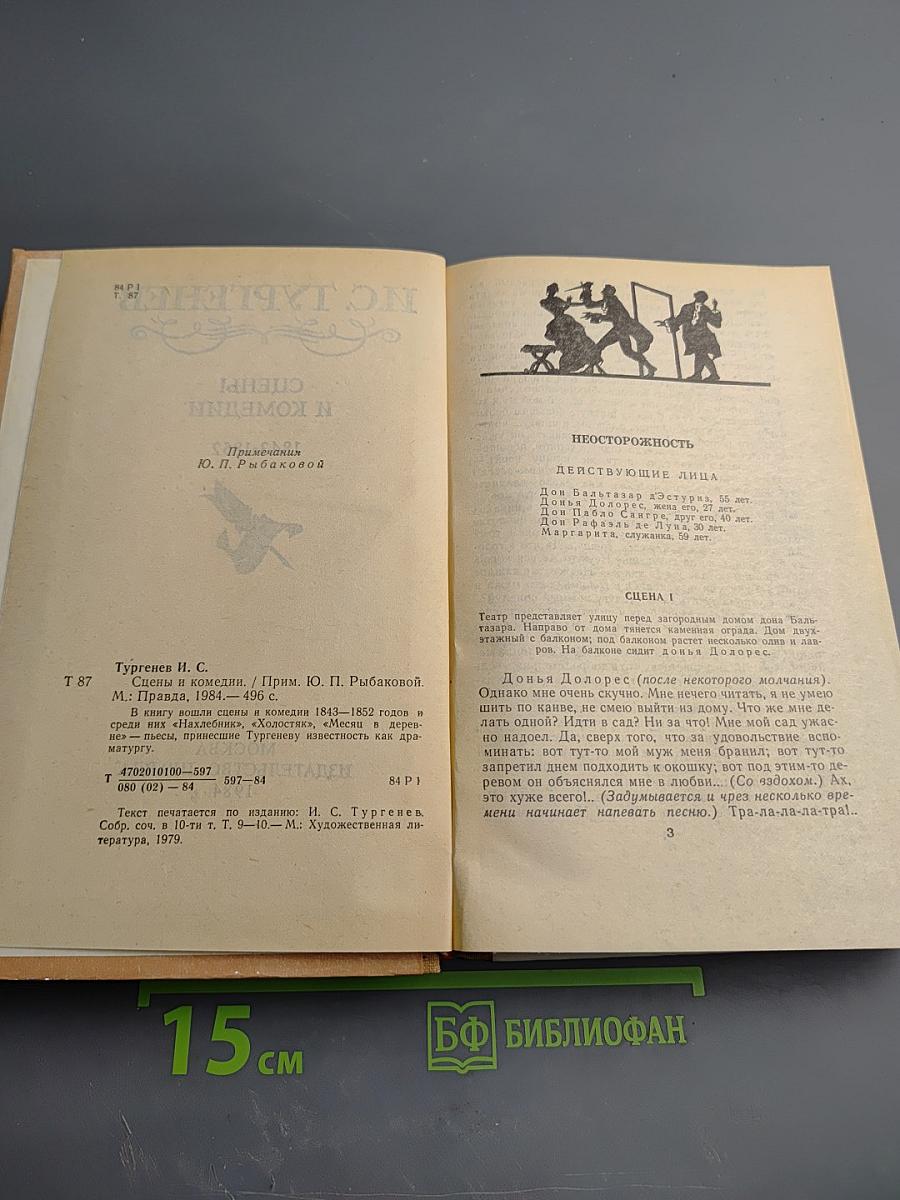 84 Р 1
Т. 87
И.С. ТУРГЕНЕВ
СЦЕНЫ
И КОМЕДИИ
Примечания
Ю. П. Рыбаковой
Тургенев И. С.
Т 87 Сцены и комедии. / Прим. Ю. П. Рыбаковой.
М.: Правда, 1984.— 496 с.
В книгу вошли сцены и комедии 1843—1852 годов и
среди них «Нахлебник», «Холостяк», «Месяц в дерев-
не» — пьесы, принесшие Тургеневу известность как дра-
матургу.
МОСКВА
Т 4702010100—597 597—84 84 Р 1
080 (02) — 84
1984
Текст печатается по изданию: И. С. Тургенев.
Собр. соч. в 10-ти т. Т. 9—10.— М.: Художественная ли-
тература, 1979.
НЕОСТОРОЖНОСТЬ
ДЕЙСТВУЮЩИЕ ЛИЦА
Дон Бальтазар д'Эстуриз, 55 лет.
Донья Долорес, жена его, 27 лет.
Дон Пабло Сангре, друг его, 40 лет.
Дон Рафаэль де Луна, 30 лет.
Маргарита, служанка, 59 лет.
СЦЕНА I
Театр представляет улицу перед загородным домом дона Баль-
тазара. Направо от дома тянется каменная ограда. Дом двух-
этажный с балконом; под балконом растет несколько олив и лав-
ров. На балконе сидит донья Долорес.
Донья Долорес (после некоторого молчания).
Однако мне очень скучно. Мне нечего читать, я не умею
шить по канве, не смею выйти из дому. Что же мне де-
лать одной? Идти в сад? Ни за что! Мне мой сад ужас-
но надоел. Да, сверх того, что за удовольствие вспо-
минать: вот тут-то мой муж меня бранил; вот тут-то
запретил днем подходить к окошку; вот под этим-то де-
ревом он объяснялся мне в любви... (Со вздохом.) Ах,
это хуже всего!.. (Задумывается и чрез несколько вре-
мени начинает напевать песню.) Тра-ла-ла-ла-тра!..
3
15 см
БФ БИБЛИОФАН